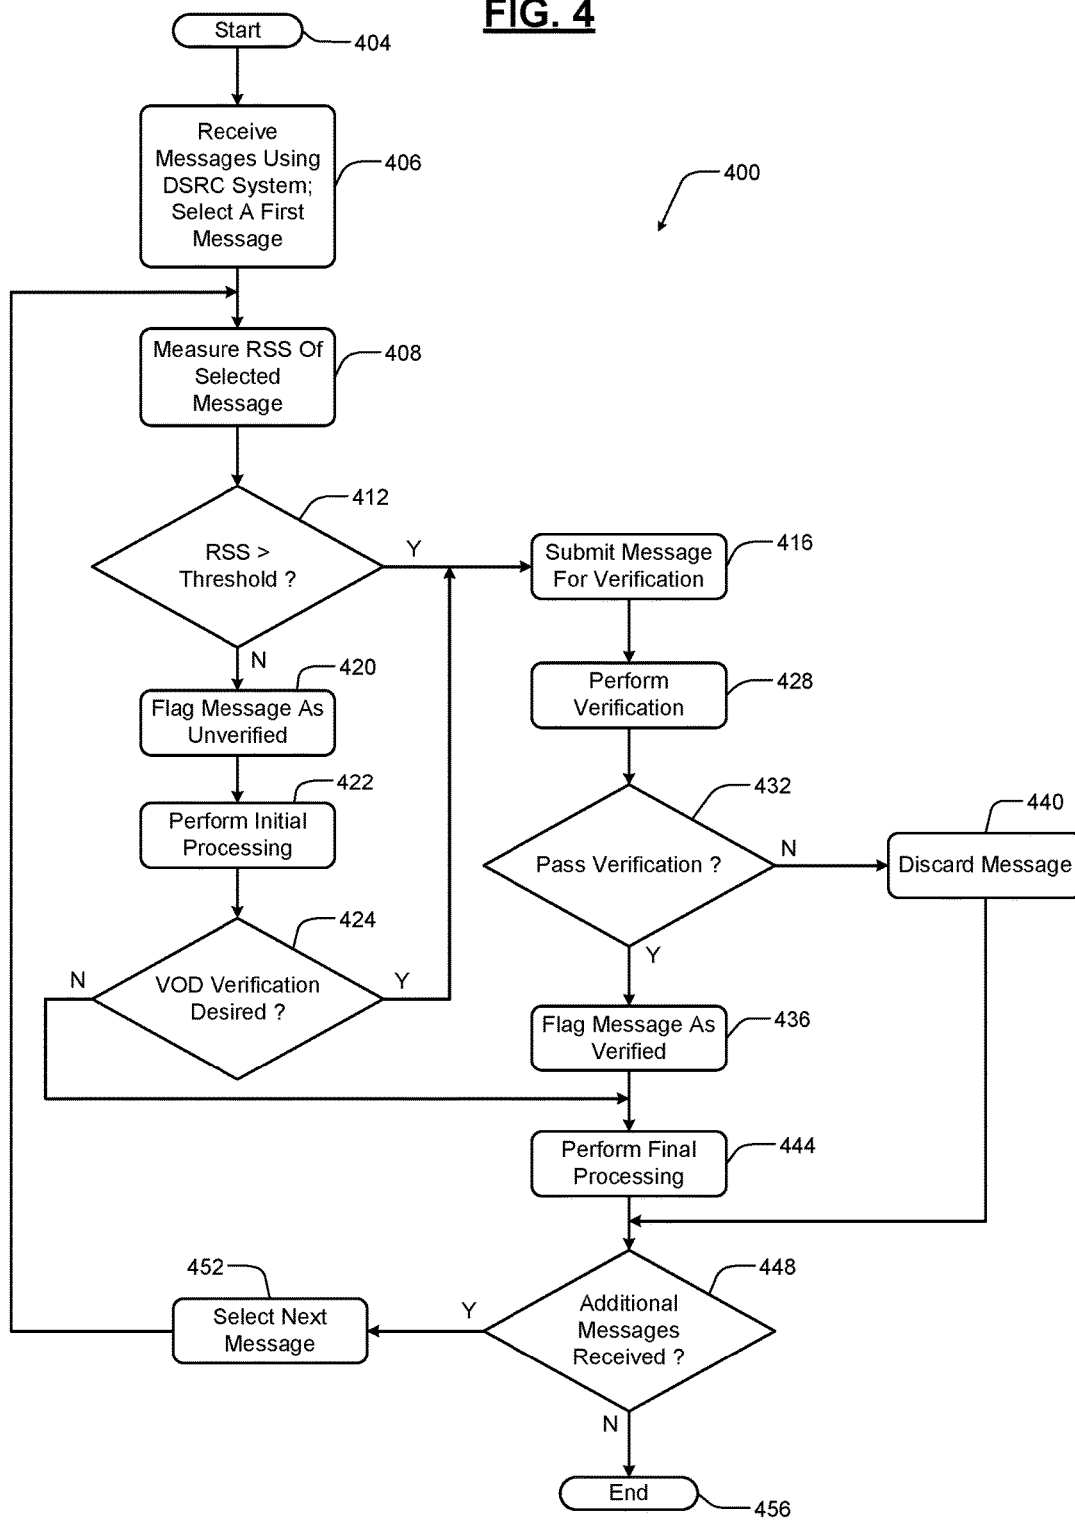 FIG. 4
Start
404
Receive
Messages Using
DSRC System;
Select A First
Message
406
400
Measure RSS Of
Selected
Message
408
412
RSS >
Threshold ?
Y
N
Submit Message
For Verification
416
420
Flag Message As
Unverified
Perform
Verification
428
422
Perform Initial
Processing
432
Pass Verification ?
N
Y
440
Discard Message
424
VOD Verification
Desired ?
N
Y
Flag Message As
Verified
436
Perform Final
Processing
444
448
Additional
Messages
Received ?
Y
N
452
Select Next
Message
End
456